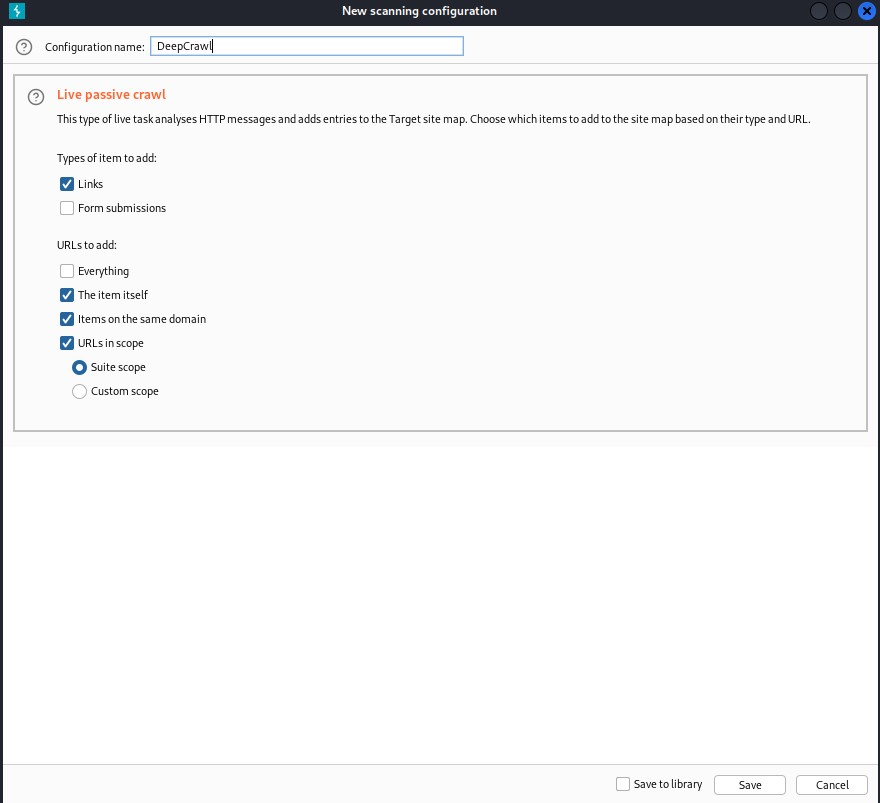 New scanning configuration
Configuration name: DeepCrawl
Live passive crawl
This type of live task analyses HTTP messages and adds entries to the Target site map. Choose which items to add to the site map based on their type and URL.
Types of item to add:
Links
Form submissions
URLs to add:
Everything
The item itself
Items on the same domain
URLs in scope
Suite scope
Custom scope
Save to library Save Cancel